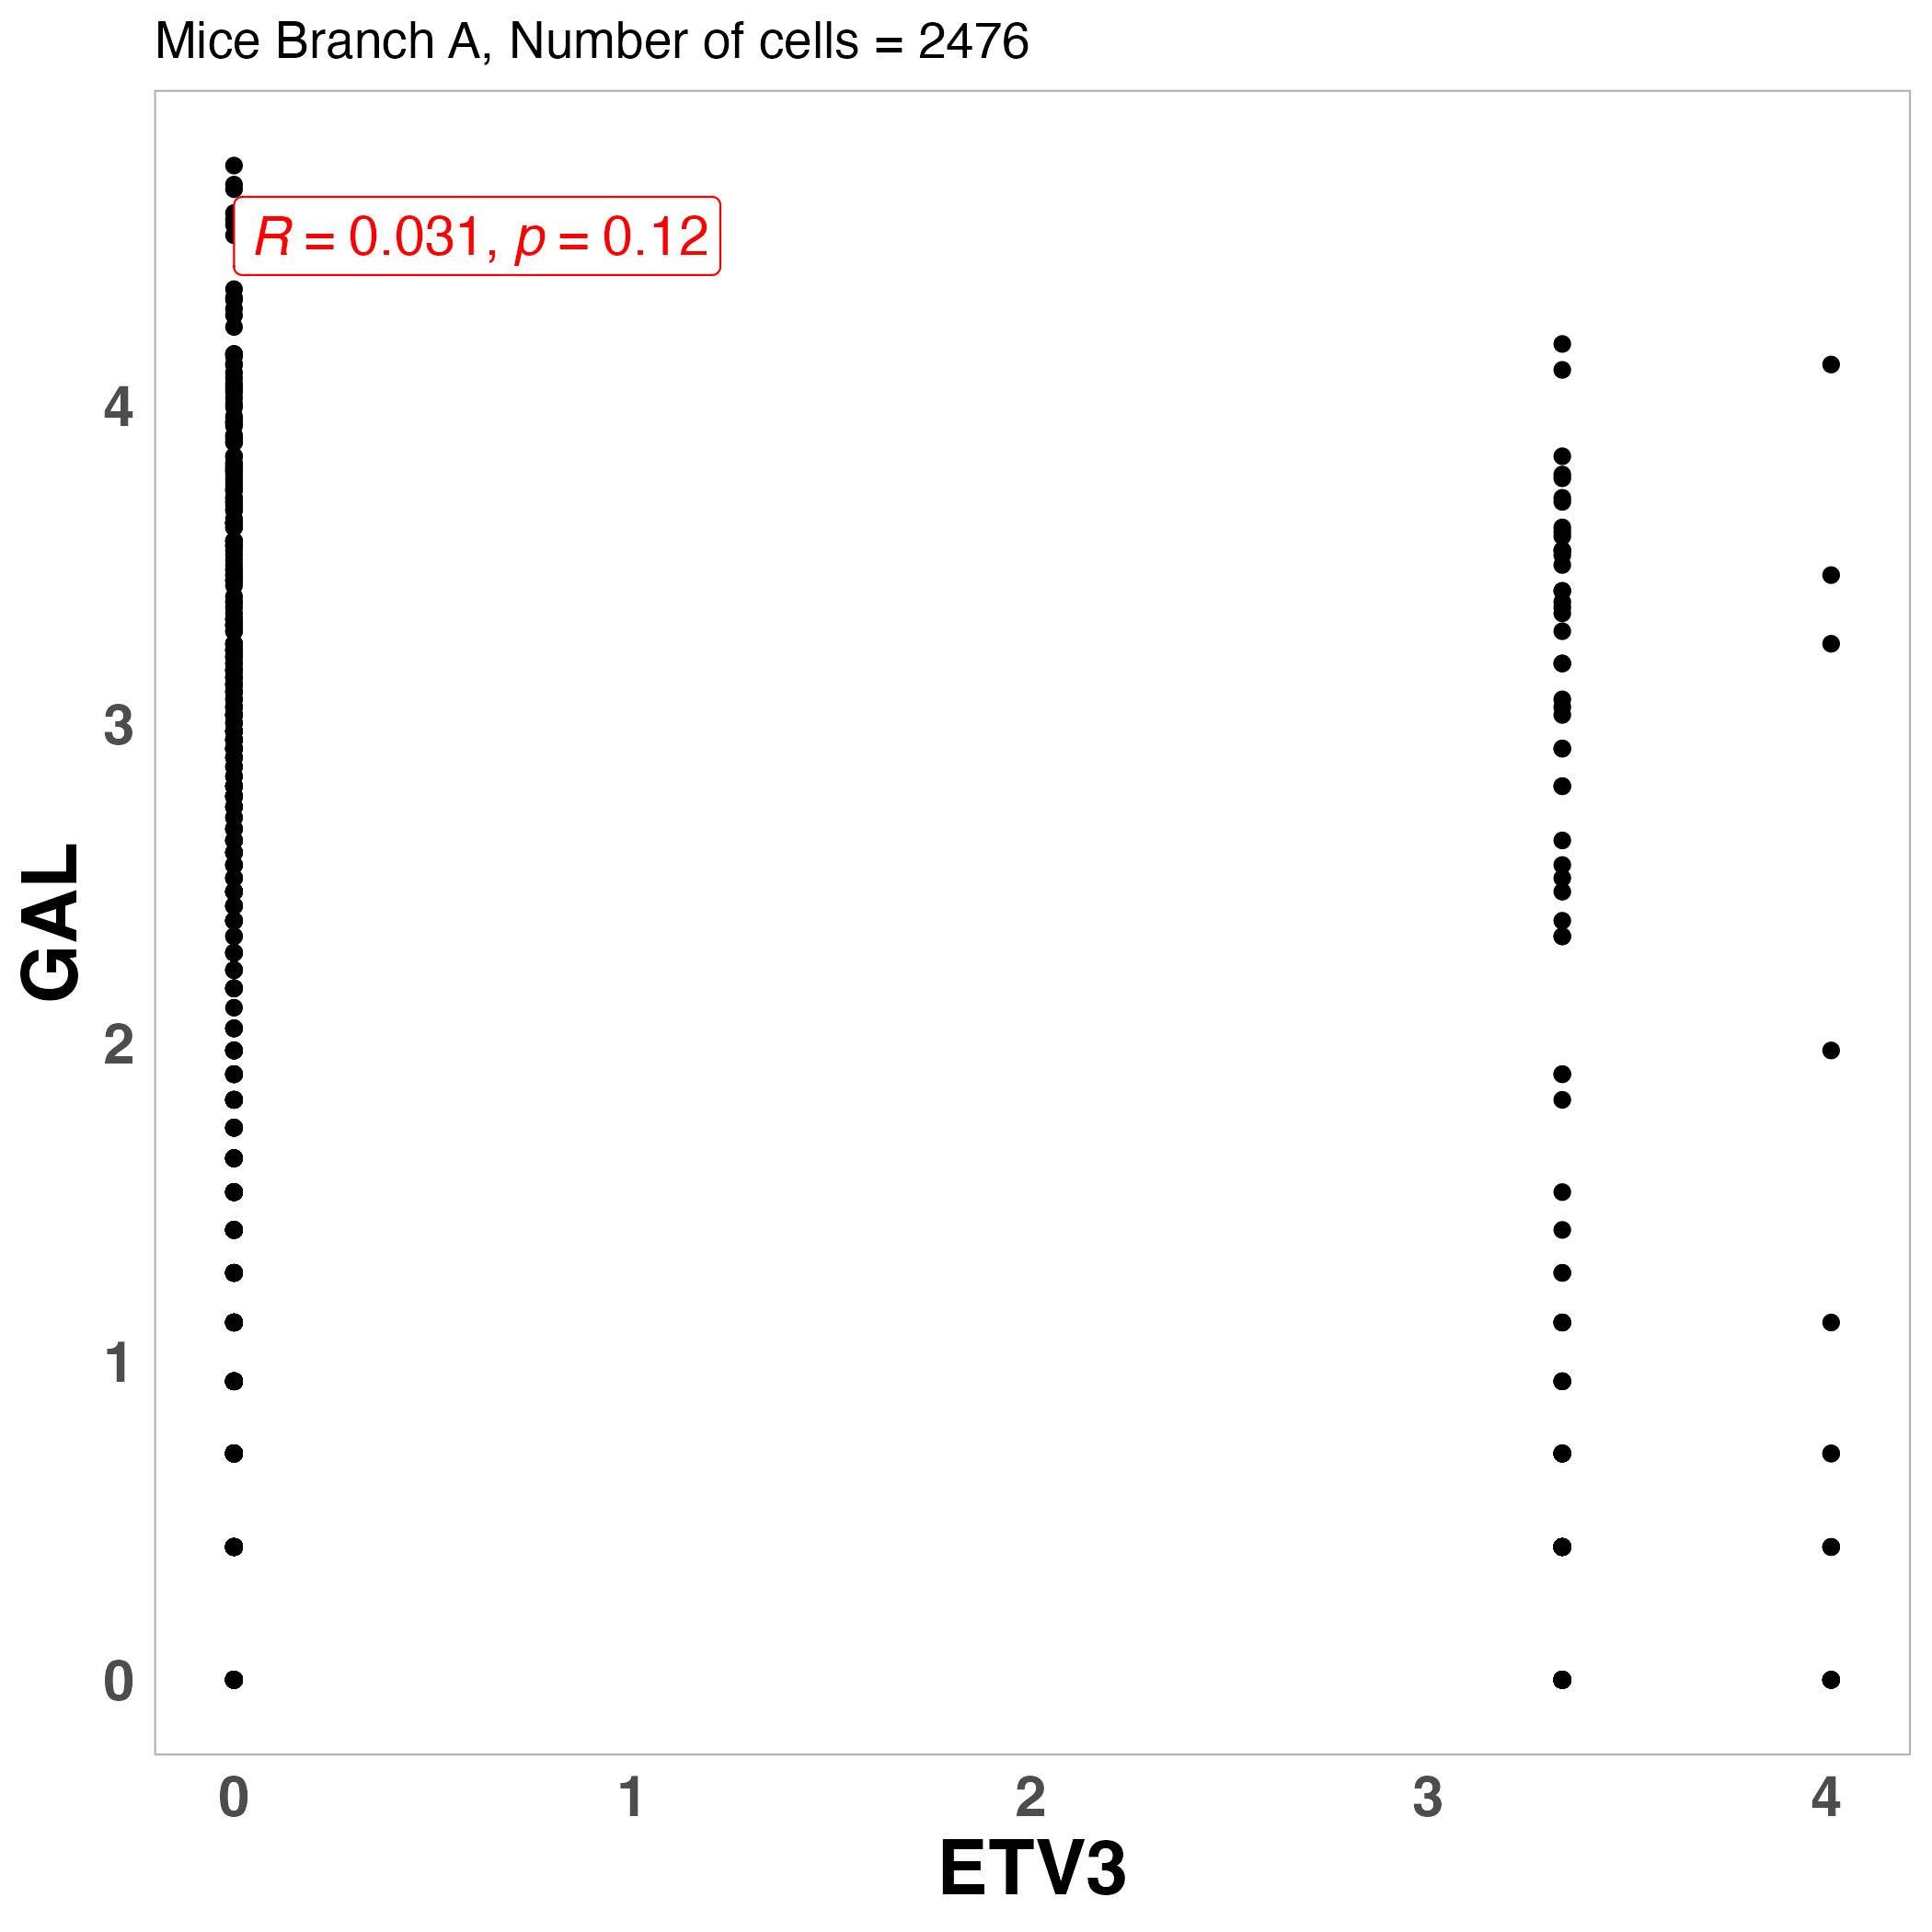 Mice Branch A, Number of cells = 2476
R = 0.031, p = 0.12
4
3
2
1
0
GAL
0 1 2 3 4
ETV3